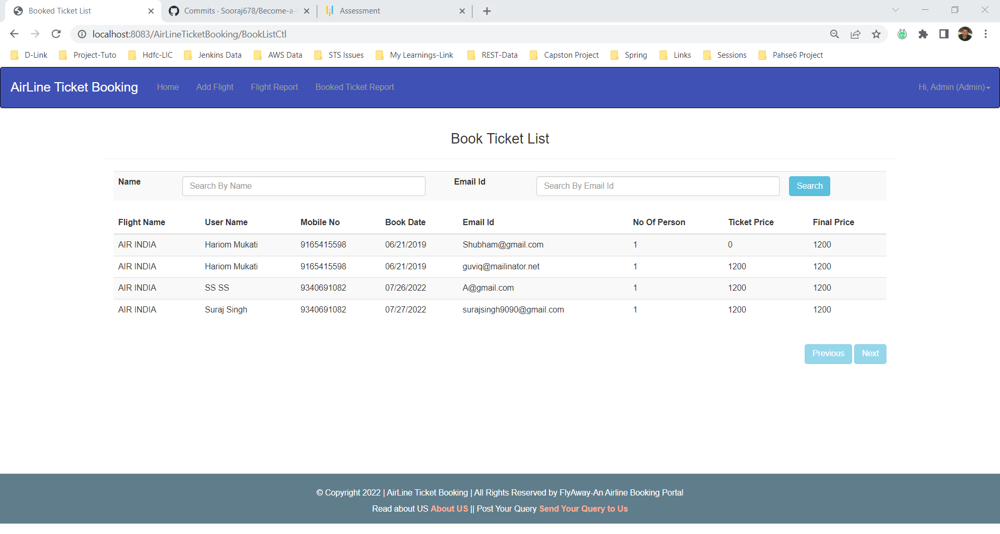 Booked Ticket List
Commits · Sooraj678/Become-a-
Assessment
localhost:8083/AirLineTicketBooking/BookListCtl
D-Link Project-Tuto Hdfc-LIC Jenkins Data AWS Data STS Issues My Learnings-Link REST-Data Capston Project Spring Links Sessions Pahse6 Project
AirLine Ticket Booking Home Add Flight Flight Report Booked Ticket Report Hi, Admin (Admin)
Book Ticket List
Name Search By Name Email Id Search By Email Id Search
Flight Name User Name Mobile No Book Date Email Id No Of Person Ticket Price Final Price
AIR INDIA Hariom Mukati 9165415598 06/21/2019 Shubham@gmail.com 1 0 1200
AIR INDIA Hariom Mukati 9165415598 06/21/2019 guviq@mailinator.net 1 1200 1200
AIR INDIA SS SS 9340691082 07/26/2022 A@gmail.com 1 1200 1200
AIR INDIA Suraj Singh 9340691082 07/27/2022 surajsingh9090@gmail.com 1 1200 1200
Previous Next
© Copyright 2022 | AirLine Ticket Booking | All Rights Reserved by FlyAway-An Airline Booking Portal
Read about US About US || Post Your Query Send Your Query to Us